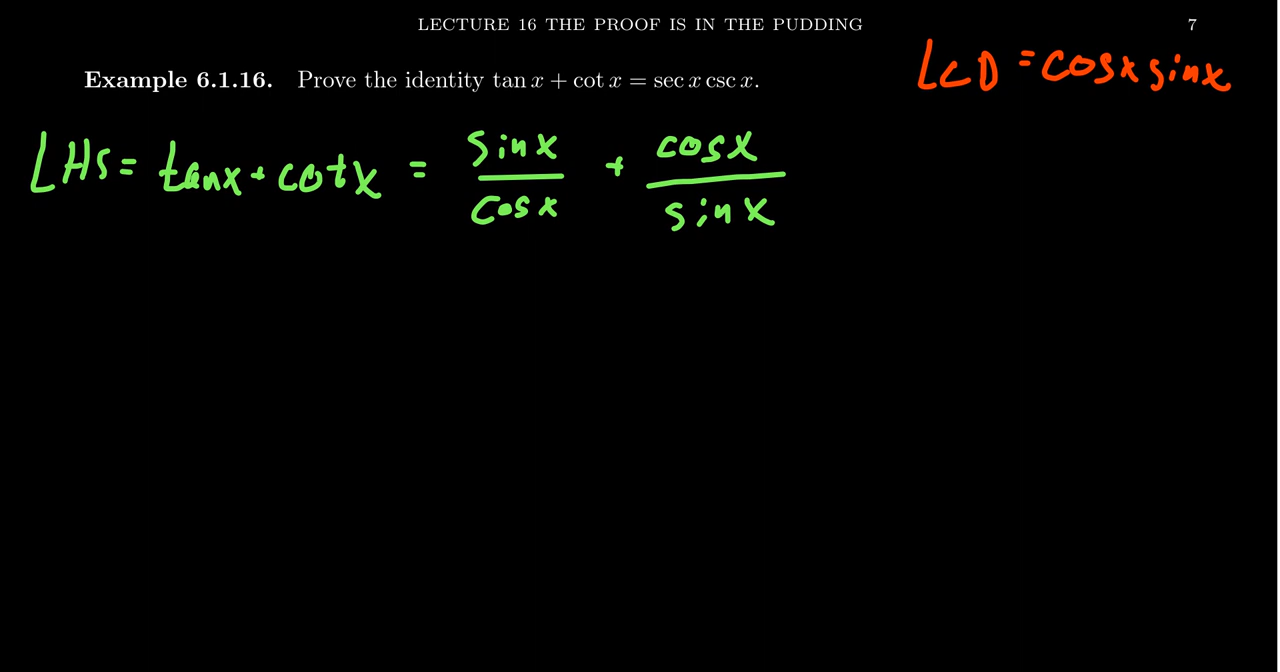 LECTURE 16 THE PROOF IS IN THE PUDDING 7
LCD = cosx sinx
Example 6.1.16. Prove the identity tan x + cot x = sec x csc x.
LHS = tanx + cotx = sinx/cosx + cosx/sinx